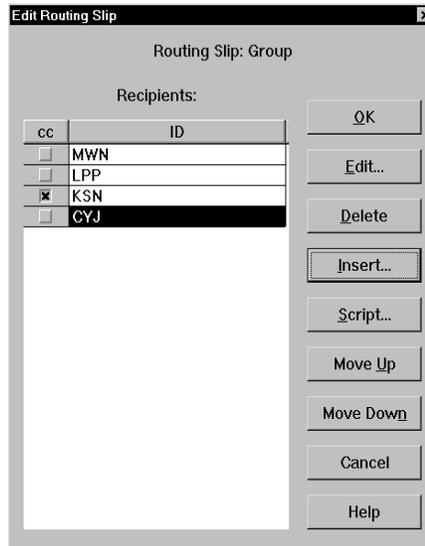 Edit Routing Slip
Routing Slip: Group
Recipients:
cc ID
MWN
LPP
KSN
CYJ
OK
Edit...
Delete
Insert...
Script...
Move Up
Move Down
Cancel
Help